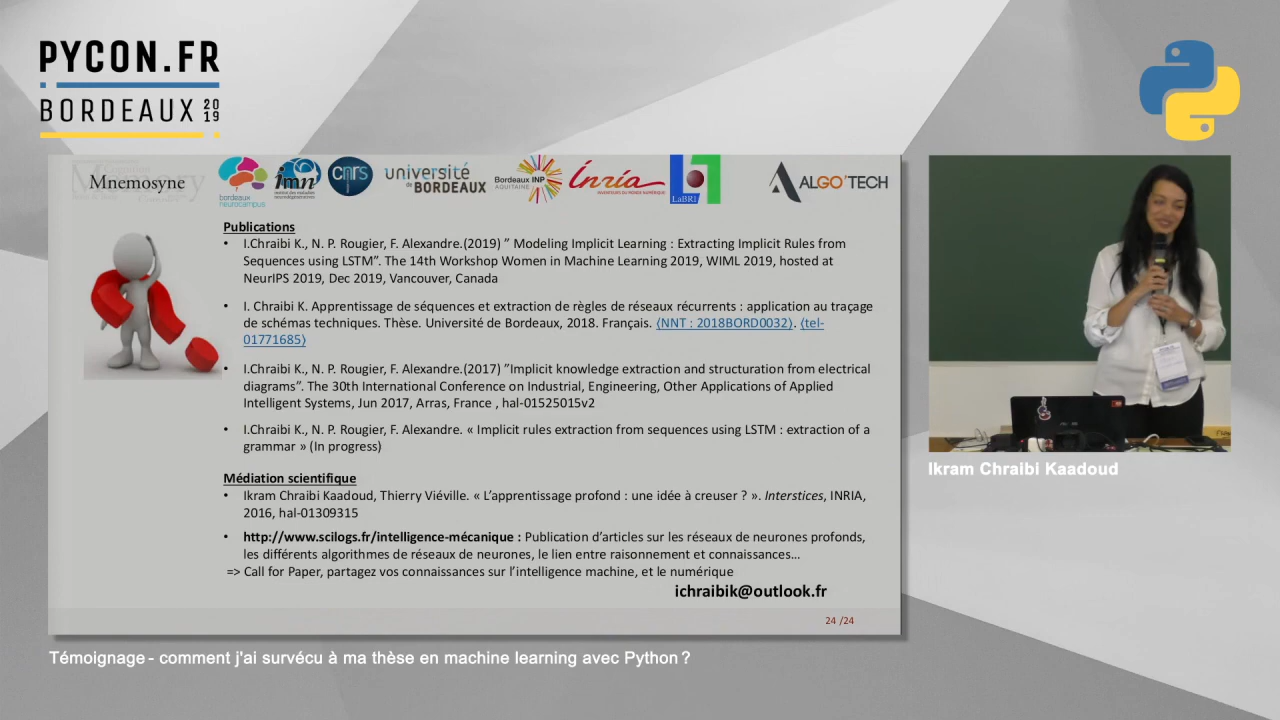 PYCON.FR
BORDEAUX 2019
Mnemosyne
bordeaux
neurocampus
imn
cnrs
université
de BORDEAUX
Bordeaux INP
AQUITAINE
Inria
LaBRI
ALGO'TECH
Publications
• I.Chraibi K., N. P. Rougier, F. Alexandre.(2019) ” Modeling Implicit Learning : Extracting Implicit Rules from
Sequences using LSTM”. The 14th Workshop Women in Machine Learning 2019, WIML 2019, hosted at
NeurIPS 2019, Dec 2019, Vancouver, Canada
• I. Chraibi K. Apprentissage de séquences et extraction de règles de réseaux récurrents : application au traçage
de schémas techniques. Thèse. Université de Bordeaux, 2018. Français. ⟨NNT : 2018BORD0032⟩. ⟨tel-
01771685⟩
• I.Chraibi K., N. P. Rougier, F. Alexandre.(2017) ”Implicit knowledge extraction and structuration from electrical
diagrams”. The 30th International Conference on Industrial, Engineering, Other Applications of Applied
Intelligent Systems, Jun 2017, Arras, France , hal-01525015v2
• I.Chraibi K., N. P. Rougier, F. Alexandre. « Implicit rules extraction from sequences using LSTM : extraction of a
grammar » (In progress)
Médiation scientifique
• Ikram Chraibi Kaadoud, Thierry Viéville. « L’apprentissage profond : une idée à creuser ? ». Interstices, INRIA,
2016, hal-01309315
• http://www.scilogs.fr/intelligence-mécanique : Publication d’articles sur les réseaux de neurones profonds,
les différents algorithmes de réseaux de neurones, le lien entre raisonnement et connaissances…
=> Call for Paper, partagez vos connaissances sur l’intelligence machine, et le numérique
ichraibik@outlook.fr
24 /24
Ikram Chraibi Kaadoud
Témoignage - comment j'ai survécu à ma thèse en machine learning avec Python ?